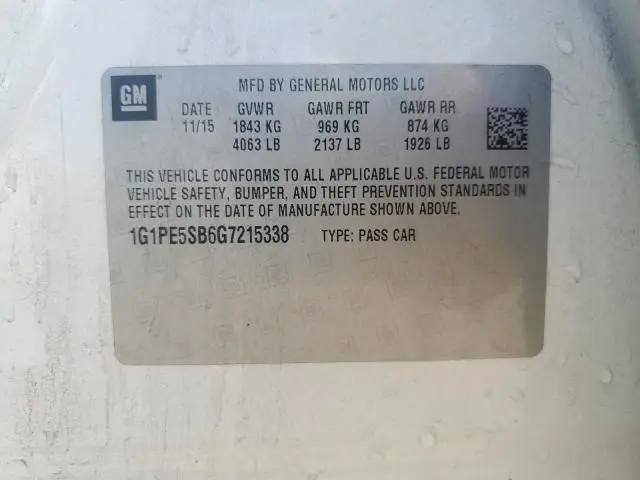 GM ® MFD BY GENERAL MOTORS LLC
DATE GVWR GAWR FRT GAWR RR
11/15 1843 KG 969 KG 874 KG
4063 LB 2137 LB 1926 LB
THIS VEHICLE CONFORMS TO ALL APPLICABLE U.S. FEDERAL MOTOR
VEHICLE SAFETY, BUMPER, AND THEFT PREVENTION STANDARDS IN
EFFECT ON THE DATE OF MANUFACTURE SHOWN ABOVE.
1G1PE5SB6G7215338 TYPE: PASS CAR